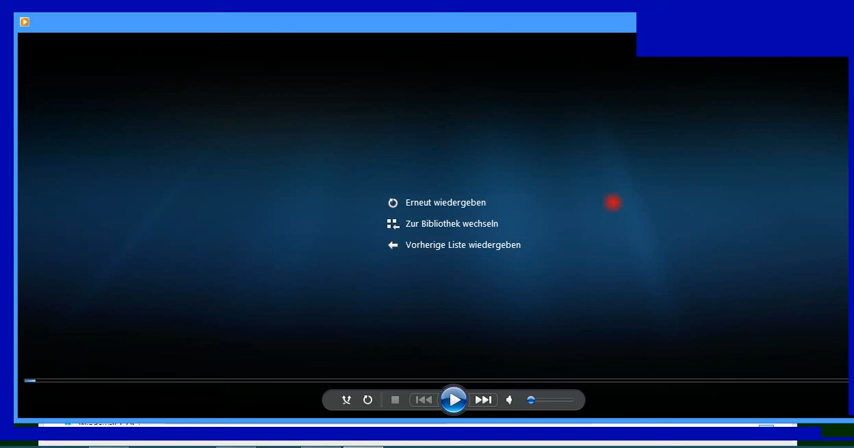 Erneut wiedergeben
Zur Bibliothek wechseln
Vorherige Liste wiedergeben